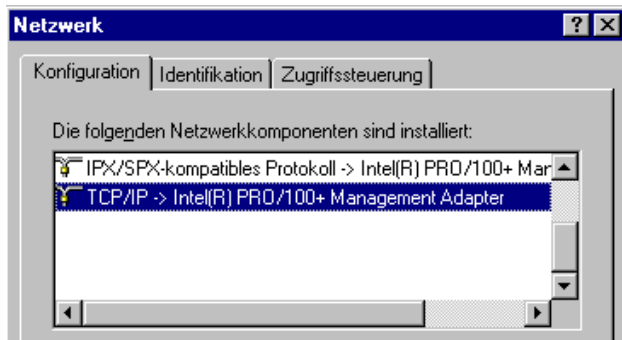 Netzwerk
Konfiguration Identifikation Zugriffssteuerung
Die folgenden Netzwerkkomponenten sind installiert:
IPX/SPX-kompatibles Protokoll -> Intel(R) PRO/100+ Mar
TCP/IP -> Intel(R) PRO/100+ Management Adapter